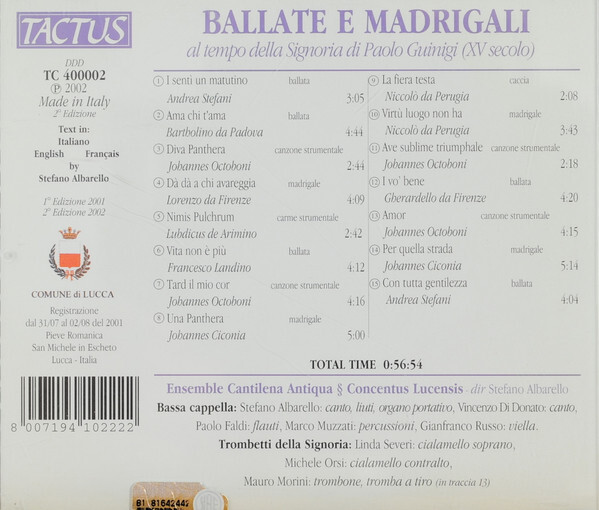 TACTUS
DDD
TC 400002
Ⓟ 2002
Made in Italy
2ª Edizione
Text in:
Italiano
English Français
by
Stefano Albarello
1ª Edizione 2001
2ª Edizione 2002
COMUNE di LUCCA
Registrazione
dal 31/07 al 02/08 del 2001
Pieve Romanica
San Michele in Escheto
Lucca - Italia
8 007194 102222
BALLATE E MADRIGALI
al tempo della Signoria di Paolo Guinigi (XV secolo)
① I senti un matutino ballata
Andrea Stefani 3:05
② Ama chi t'ama ballata
Bartholino da Padova 4:44
③ Diva Panthera canzone strumentale
Johannes Octoboni 2:44
④ Dà dà a chi avareggia madrigale
Lorenzo da Firenze 4:09
⑤ Nimis Pulchrum carme strumentale
Lubdicus de Arimino 2:42
⑥ Vita non è più ballata
Francesco Landino 4:12
⑦ Tard il mio cor canzone strumentale
Johannes Octoboni 4:16
⑧ Una Panthera madrigale
Johannes Ciconia 5:00
⑨ La fiera testa caccia
Niccolò da Perugia 2:08
⑩ Virtù luogo non ha madrigale
Niccolò da Perugia 3:43
⑪ Ave sublime triumphale canzone strumentale
Johannes Octoboni 2:18
⑫ I vo' bene ballata
Gherardello da Firenze 4:20
⑬ Amor canzone strumentale
Johannes Octoboni 4:15
⑭ Per quella strada madrigale
Johannes Ciconia 5:14
⑮ Con tutta gentilezza ballata
Andrea Stefani 4:04
TOTAL TIME 0:56:54
Ensemble Cantilena Antiqua § Concentus Lucensis - dir Stefano Albarello
Bassa cappella: Stefano Albarello: canto, liuti, organo portativo, Vincenzo Di Donato: canto,
Paolo Faldi: flauti, Marco Muzzati: percussioni, Gianfranco Russo: viella.
Trombetti della Signoria: Linda Severi: cialamello soprano,
Michele Orsi: cialamello contralto,
Mauro Morini: trombone, tromba a tiro (in traccia 13)